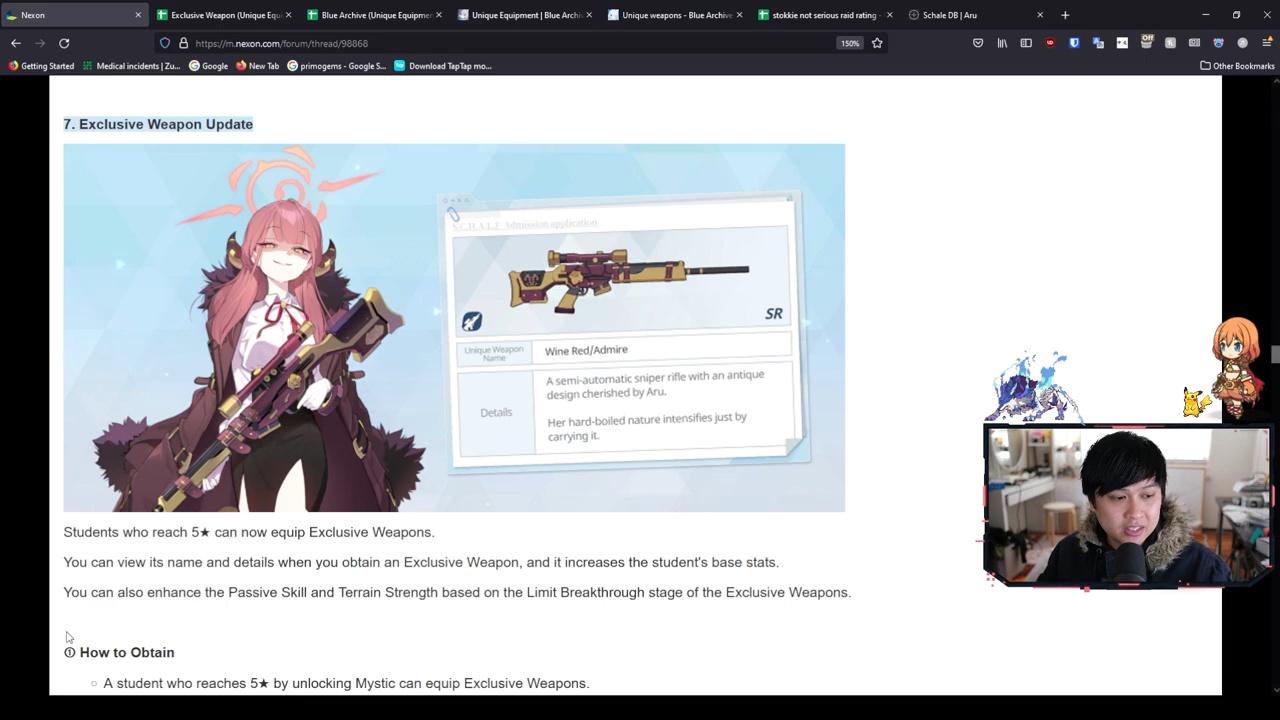 Nexon
Exclusive Weapon (Unique Equi
Blue Archive (Unique Equipmen
Unique Equipment | Blue Archi
Unique weapons - Blue Archive
stokkie not serious raid rating -
Schale DB | Aru
https://m.nexon.com/forum/thread/98868
150%
Off
Getting Started
Medical incidents | Zu...
Google
New Tab
primogems - Google S...
Download TapTap mo...
Other Bookmarks
7. Exclusive Weapon Update
S.C.H.A.L.E Admission application
SR
Unique Weapon
Name
Wine Red/Admire
Details
A semi-automatic sniper rifle with an antique
design cherished by Aru.
Her hard-boiled nature intensifies just by
carrying it.
Students who reach 5★ can now equip Exclusive Weapons.
You can view its name and details when you obtain an Exclusive Weapon, and it increases the student's base stats.
You can also enhance the Passive Skill and Terrain Strength based on the Limit Breakthrough stage of the Exclusive Weapons.
① How to Obtain
○ A student who reaches 5★ by unlocking Mystic can equip Exclusive Weapons.